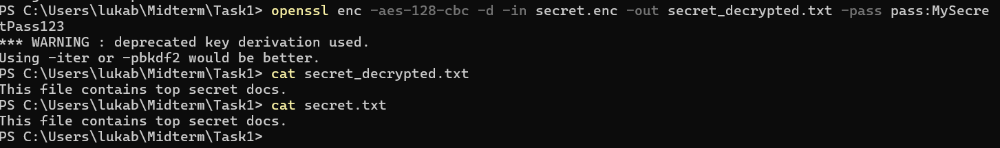 PS C:\Users\lukab\Midterm\Task1> openssl enc -aes-128-cbc -d -in secret.enc -out secret_decrypted.txt -pass pass:MySecre
tPass123
*** WARNING : deprecated key derivation used.
Using -iter or -pbkdf2 would be better.
PS C:\Users\lukab\Midterm\Task1> cat secret_decrypted.txt
This file contains top secret docs.
PS C:\Users\lukab\Midterm\Task1> cat secret.txt
This file contains top secret docs.
PS C:\Users\lukab\Midterm\Task1>